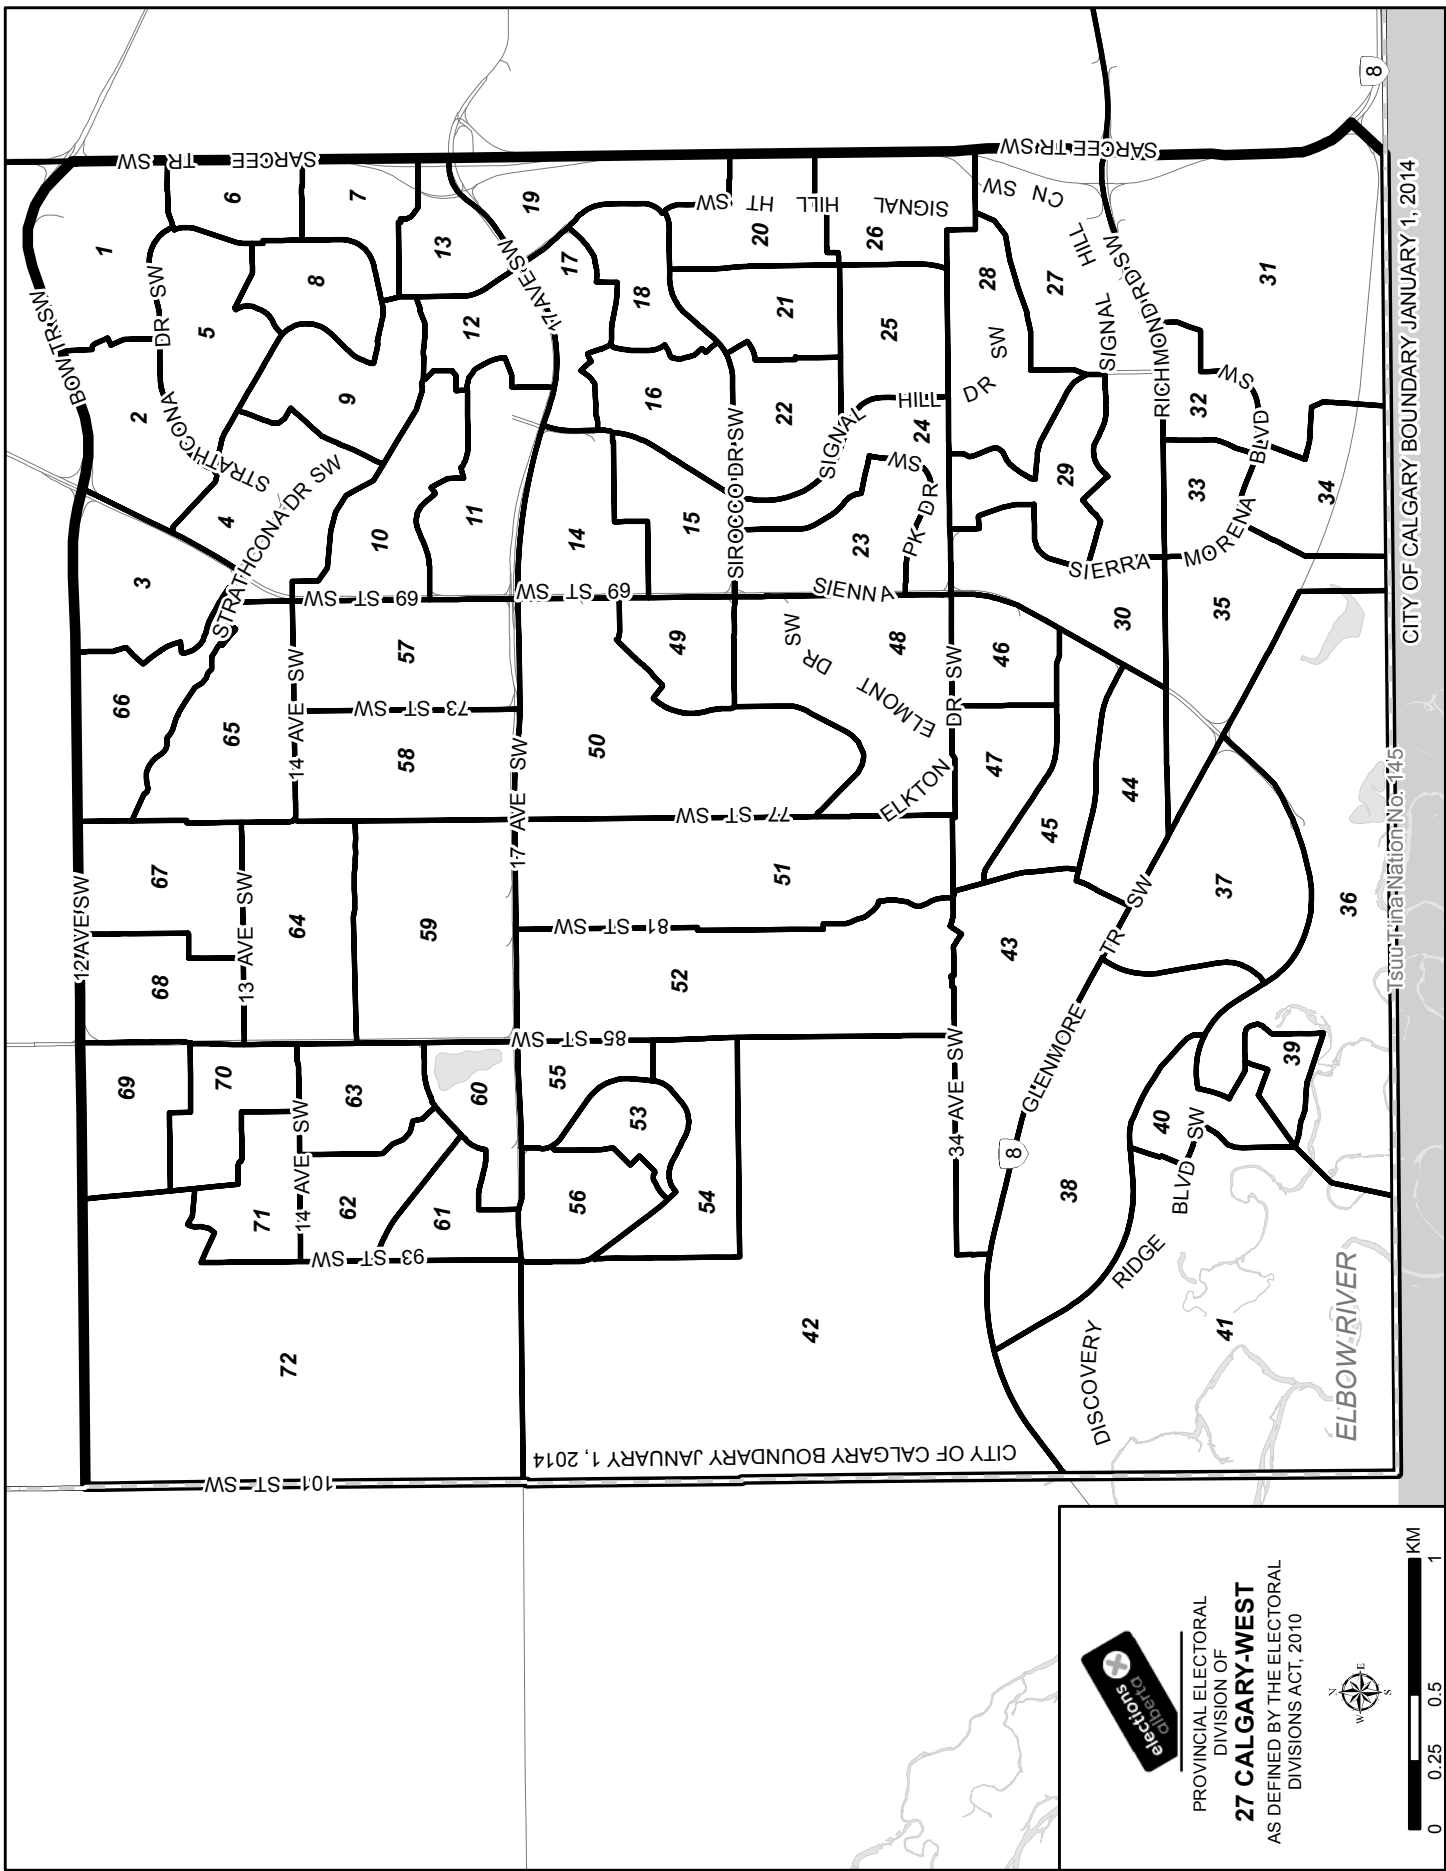 BOW TR SW
SARCEE TR SW
1
6
7
13
19
STRATHCONA DR SW
5
8
2
9
12
17 AVE SW
17
18
20
SIGNAL HILL HT SW
26
21
25
28
27
SIGNAL HILL CN SW
SARCEE TR SW
8
31
4
3
STRATHCONA DR SW
10
11
14
15
16
22
SIROCCO DR SW
SIGNAL HILL DR SW
24
23
PK DR SW
SIENNA
29
RICHMOND RD SW
32
33
34
SIERRA MORENA BLVD SW
30
35
69 ST SW
69 ST SW
66
65
57
14 AVE SW
73 ST SW
58
49
50
48
ELMONT DR SW
46
47
ELKTON DR SW
45
44
37
36
77 ST SW
12 AVE SW
67
68
13 AVE SW
64
59
17 AVE SW
51
81 ST SW
52
43
GLENMORE TR SW
34 AVE SW
85 ST SW
69
70
63
60
55
53
54
56
61
62
71
14 AVE SW
93 ST SW
72
42
8
38
40
39
41
DISCOVERY RIDGE BLVD SW
ELBOW RIVER
101 ST SW
CITY OF CALGARY BOUNDARY JANUARY 1, 2014
CITY OF CALGARY BOUNDARY JANUARY 1, 2014
Tsuu T'ina Nation No. 145
elections
alberta
PROVINCIAL ELECTORAL
DIVISION OF
27 CALGARY-WEST
AS DEFINED BY THE ELECTORAL
DIVISIONS ACT, 2010
N
W
E
S
0 0.25 0.5 1 KM